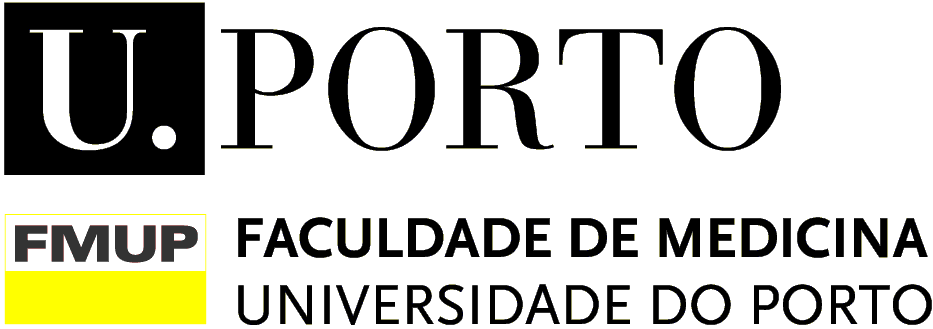 U. PORTO
FMUP FACULDADE DE MEDICINA
UNIVERSIDADE DO PORTO